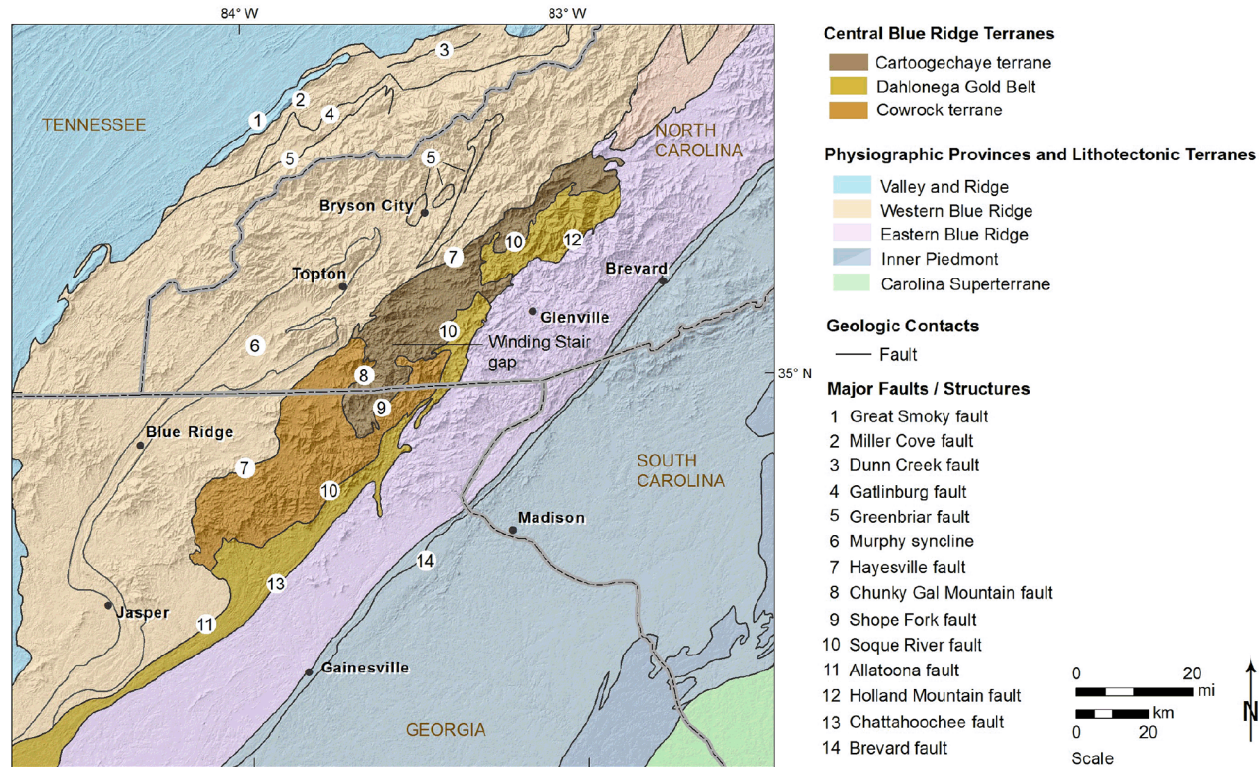 84° W
83° W
3
2
1
4
TENNESSEE
NORTH
CAROLINA
5
5
Bryson City
10
12
7
Topton
Brevard
Glenville
10
6
Winding Stair
gap
8
35° N
9
Blue Ridge
7
SOUTH
CAROLINA
10
Madison
14
13
Jasper
11
Gainesville
GEORGIA
Central Blue Ridge Terranes
Cartoogechaye terrane
Dahlonega Gold Belt
Cowrock terrane
Physiographic Provinces and Lithotectonic Terranes
Valley and Ridge
Western Blue Ridge
Eastern Blue Ridge
Inner Piedmont
Carolina Superterrane
Geologic Contacts
Fault
Major Faults / Structures
1 Great Smoky fault
2 Miller Cove fault
3 Dunn Creek fault
4 Gatlinburg fault
5 Greenbriar fault
6 Murphy syncline
7 Hayesville fault
8 Chunky Gal Mountain fault
9 Shope Fork fault
10 Soque River fault
11 Allatoona fault
12 Holland Mountain fault
13 Chattahoochee fault
14 Brevard fault
0 20
mi
km
0 20
Scale
N